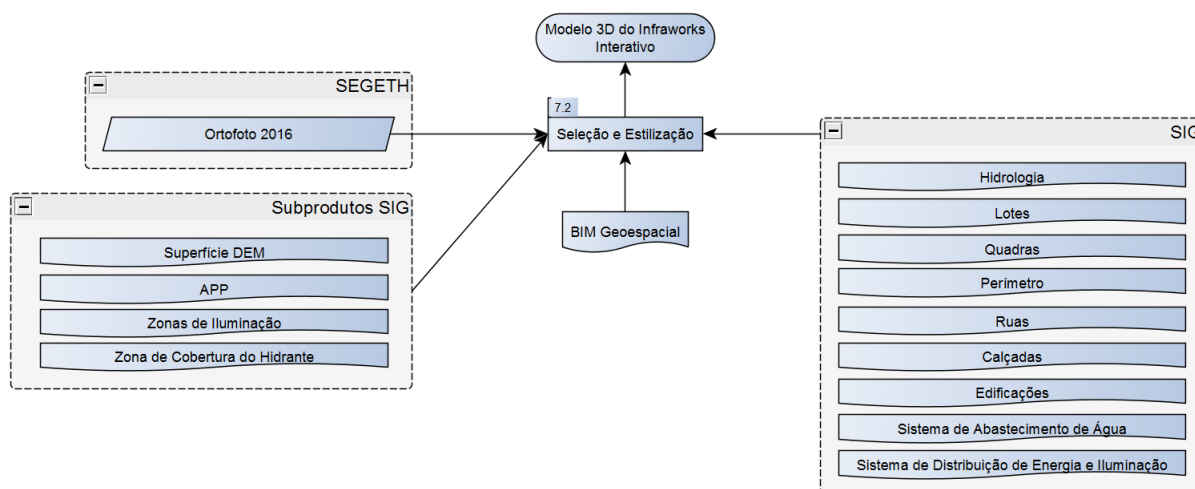 Modelo 3D do Infraworks
Interativo
SEGETH
Ortofoto 2016
7.2
Seleção e Estilização
BIM Geoespacial
Subprodutos SIG
Superfície DEM
APP
Zonas de Iluminação
Zona de Cobertura do Hidrante
SIG
Hidrologia
Lotes
Quadras
Perímetro
Ruas
Calçadas
Edificações
Sistema de Abastecimento de Água
Sistema de Distribuição de Energia e Iluminação